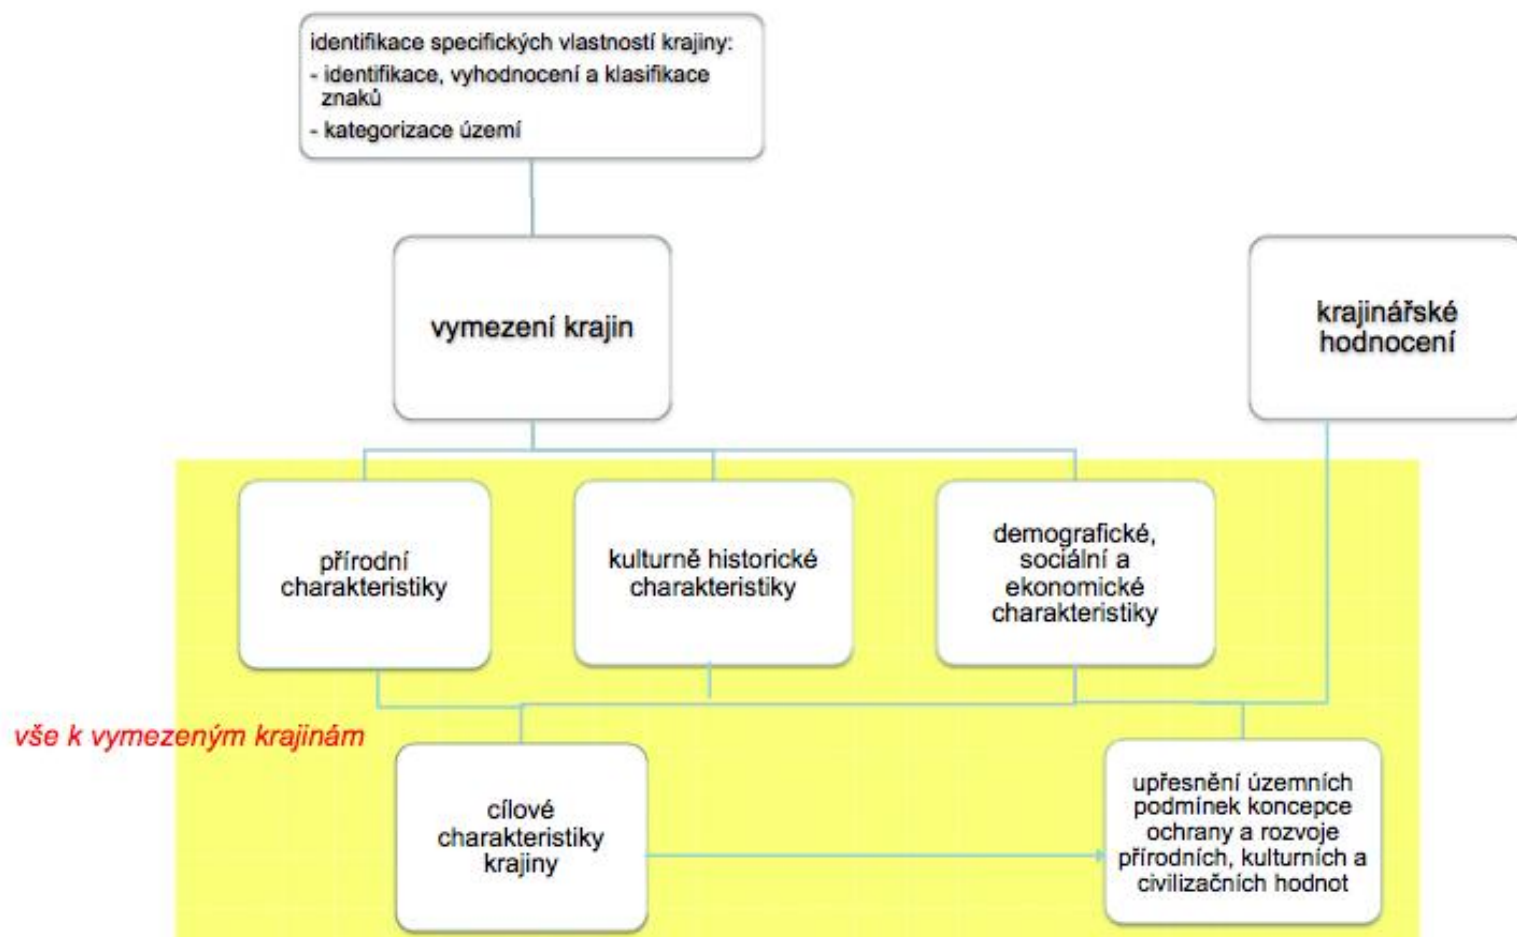 identifikace specifických vlastností krajiny:
- identifikace, vyhodnocení a klasifikace
znaků
- kategorizace území
vymezení krajin
krajinářské
hodnocení
přírodní
charakteristiky
kulturně historické
charakteristiky
demografické,
sociální a
ekonomické
charakteristiky
vše k vymezeným krajinám
cílové
charakteristiky
krajiny
upřesnění územních
podmínek koncepce
ochrany a rozvoje
přírodních, kulturních a
civilizačních hodnot